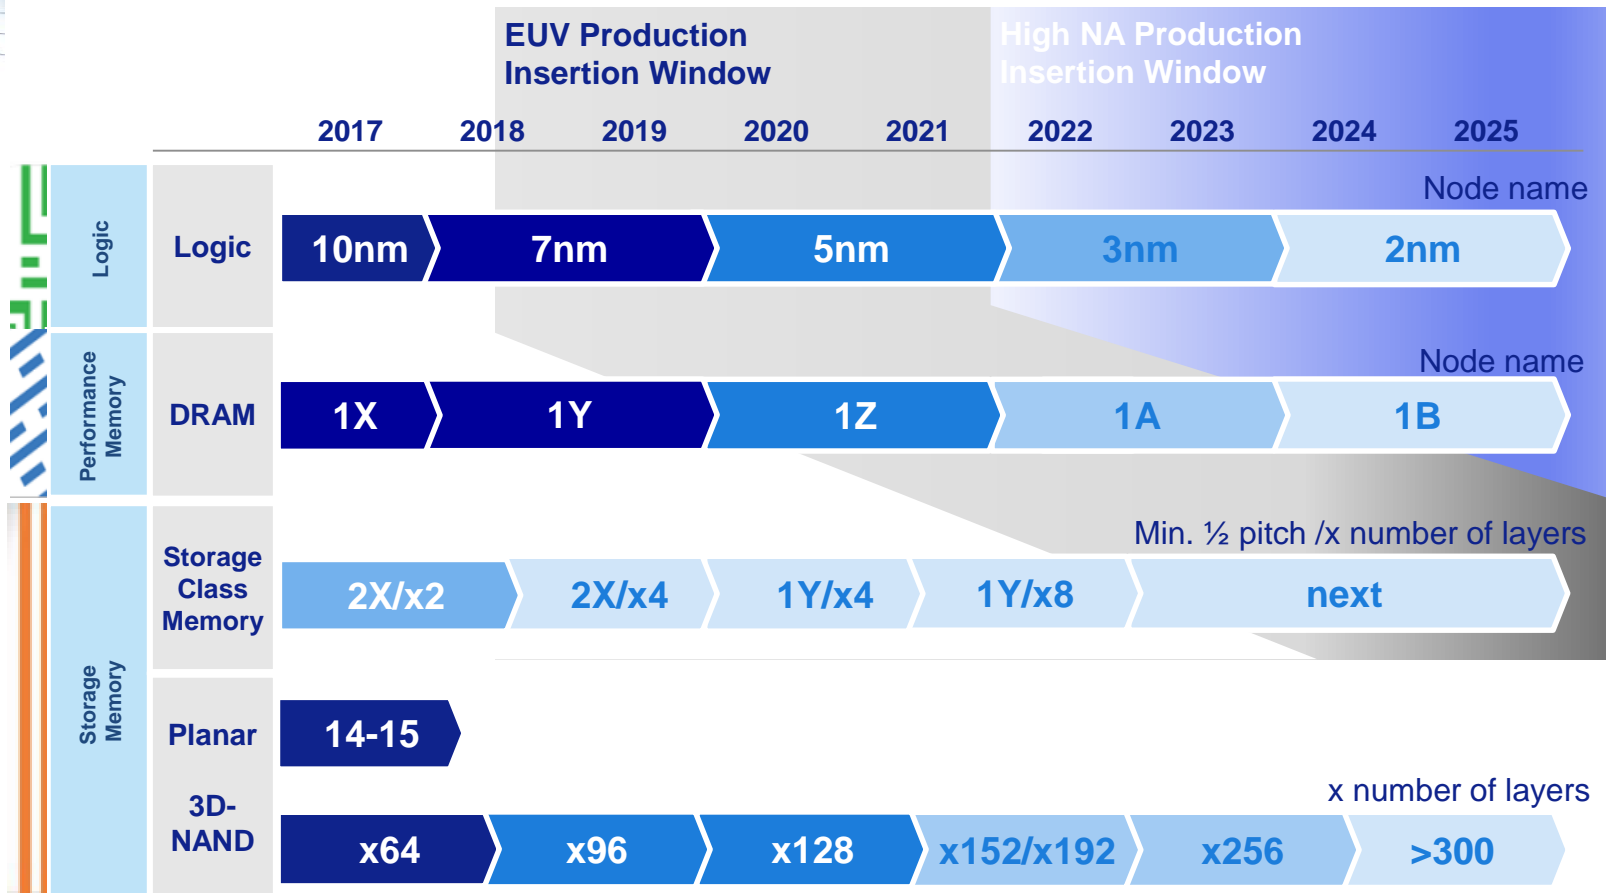 EUV Production
Insertion Window
High NA Production
Insertion Window
2017 2018 2019 2020 2021 2022 2023 2024 2025
Node name
Logic
Logic
10nm 7nm 5nm 3nm 2nm
Node name
Performance
Memory
DRAM
1X 1Y 1Z 1A 1B
Min. ½ pitch /x number of layers
Storage
Memory
Storage
Class
Memory
2X/x2 2X/x4 1Y/x4 1Y/x8 next
Planar
14-15
x number of layers
3D-
NAND
x64 x96 x128 x152/x192 x256 >300